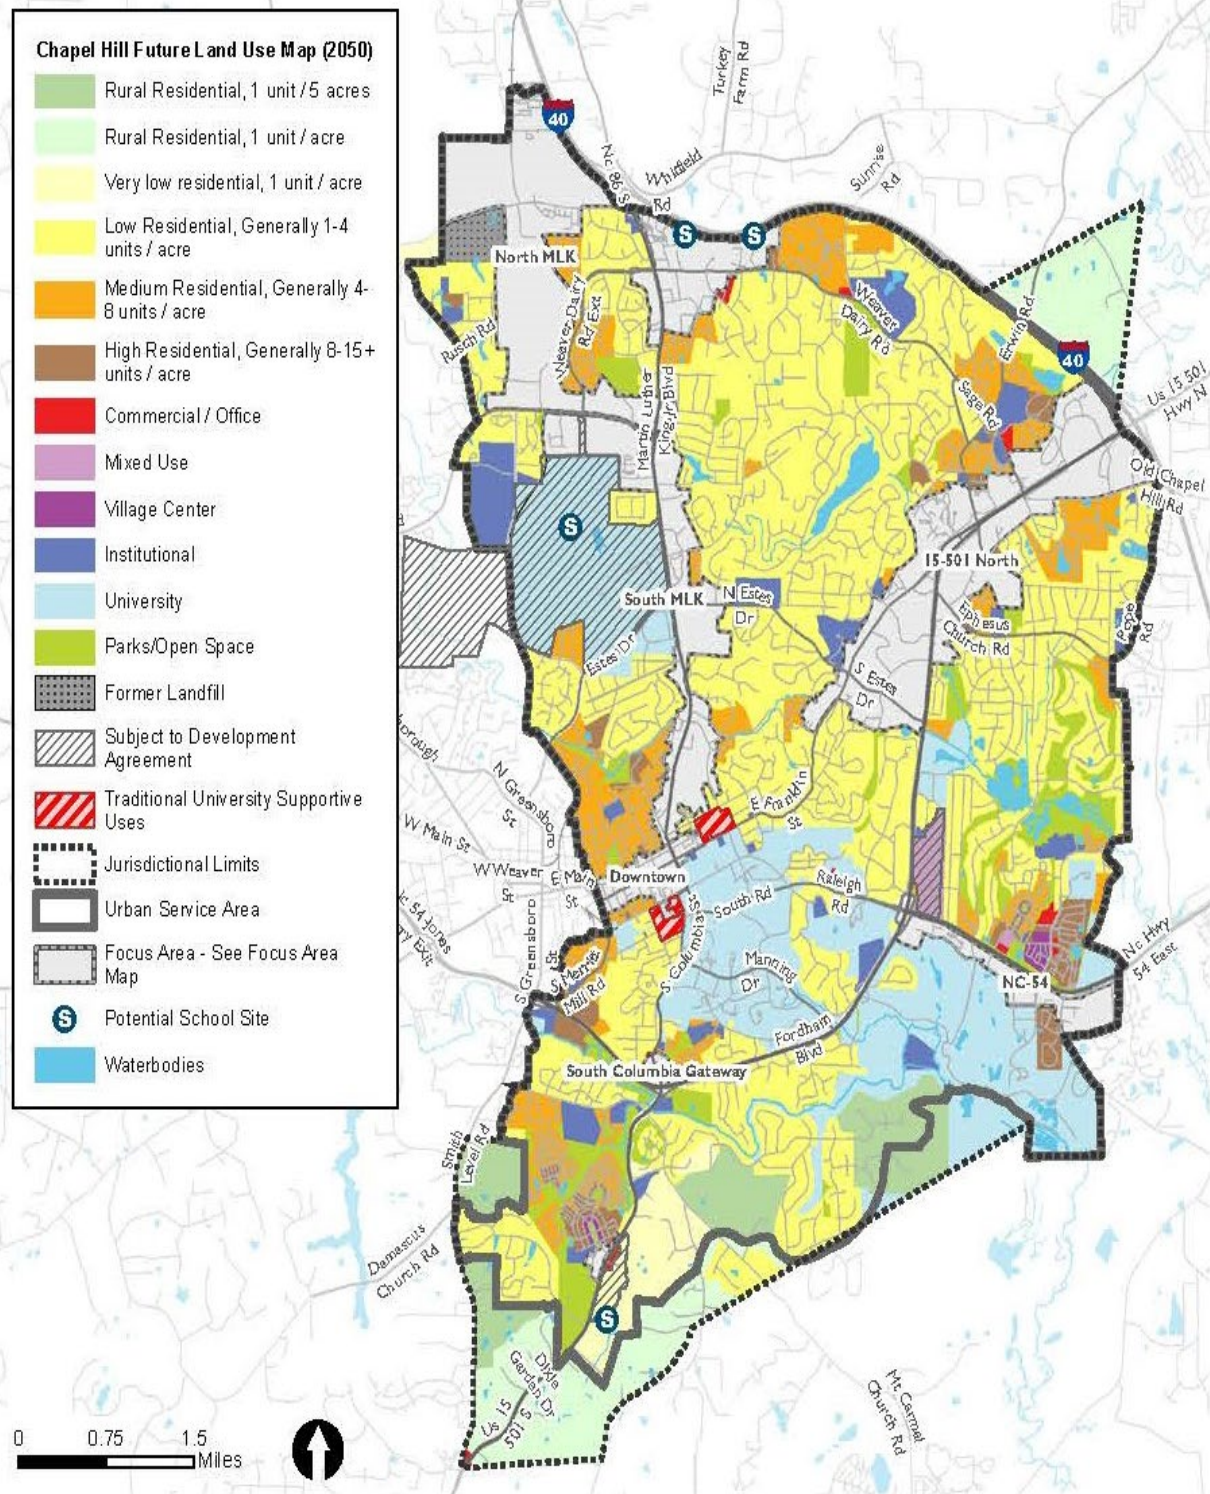 Chapel Hill Future Land Use Map (2050)
Rural Residential, 1 unit / 5 acres
Rural Residential, 1 unit / acre
Very low residential, 1 unit / acre
Low Residential, Generally 1-4
units / acre
Medium Residential, Generally 4-
8 units / acre
High Residential, Generally 8-15+
units / acre
Commercial / Office
Mixed Use
Village Center
Institutional
University
Parks/Open Space
Former Landfill
Subject to Development
Agreement
Traditional University Supportive
Uses
Jurisdictional Limits
Urban Service Area
Focus Area - See Focus Area
Map
S
Potential School Site
Waterbodies
0
0.75
1.5
Miles
Turkey
Farm Rd
40
Nc 86 S
Whitfield
Rd
Sunrise
Rd
S
S
North MLK
Weaver Dairy
Rd Ext
Rusch Rd
Weaver
Dairy Rd
Erwin Rd
40
Us 15 501
Hwy N
Sage Rd
Martin Luther
King Jr Blvd
Old Chapel
Hill Rd
S
15-501 North
South MLK
N Estes
Dr
Ephesus
Church Rd
Pope
Rd
Estes Dr
S Estes
Dr
N Greensboro
St
E Franklin
St
W Main St
W Weaver
St
E Main
St
Downtown
South Rd
Raleigh
Rd
S Greensboro
St
S Columbia St
S Merritt
Mill Rd
Manning
Dr
Nc Hwy
54 East
NC-54
Fordham
Blvd
South Columbia Gateway
Smith
Level Rd
Damascus
Church Rd
S
Dixie
Garden Dr
Us 15
501 S
Mt Carmel
Church Rd